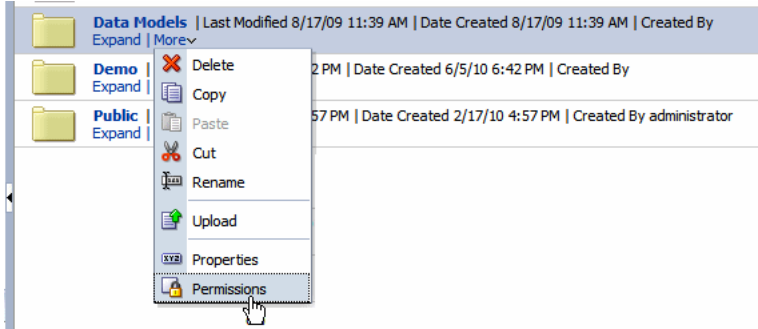 Data Models | Last Modified 8/17/09 11:39 AM | Date Created 8/17/09 11:39 AM | Created By
Expand | More
Delete
Demo | 2 PM | Date Created 6/5/10 6:42 PM | Created By
Expand |
Copy
Public | 57 PM | Date Created 2/17/10 4:57 PM | Created By administrator
Paste
Expand |
Cut
Rename
Upload
XYZ Properties
Permissions